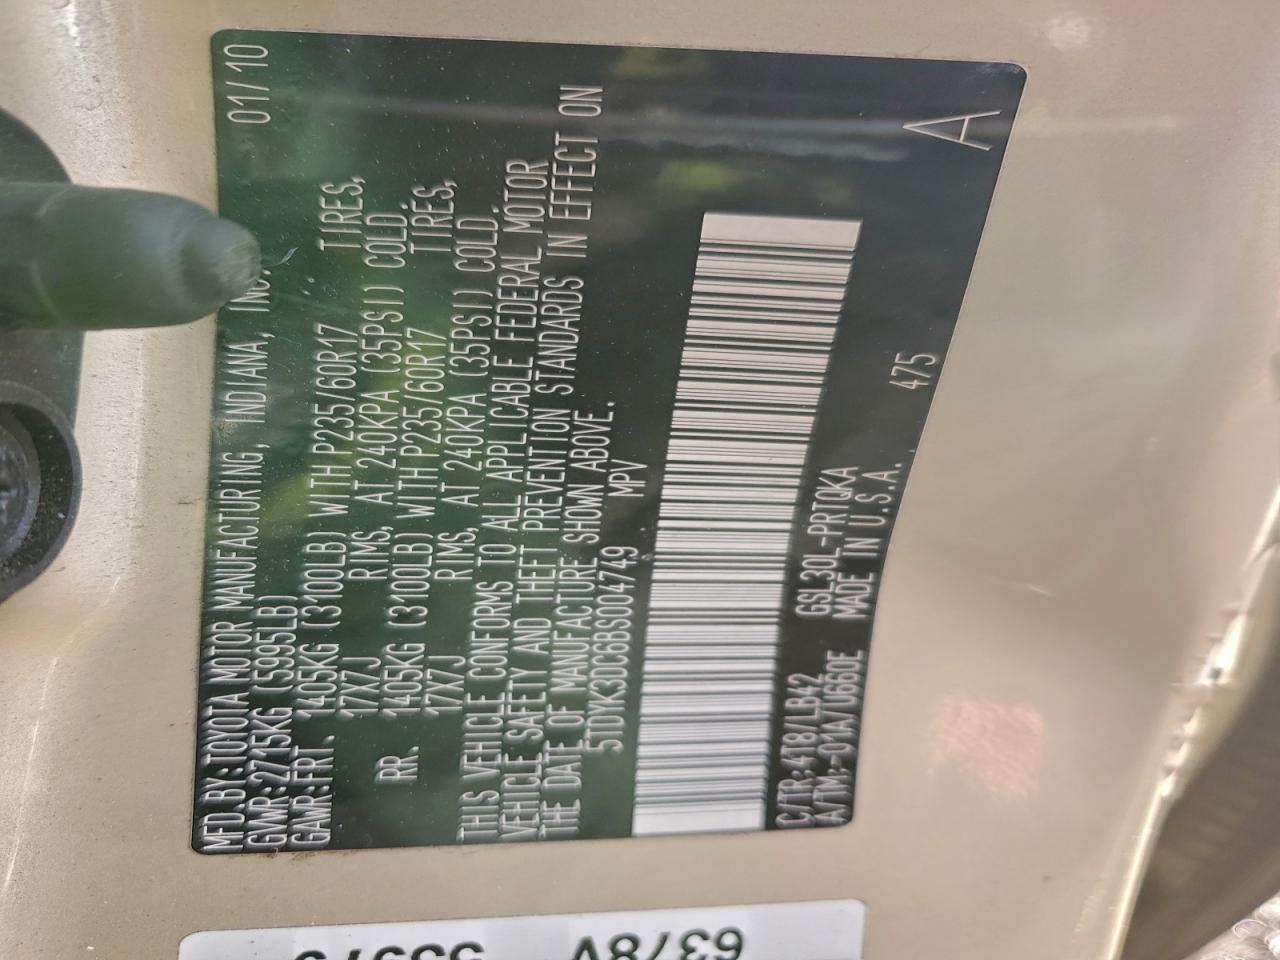 MFD.BY:TOYOTA MOTOR MANUFACTURING, INDIANA, INC. 01/10
GVWR:2715KG (5995LB)
GAWR:FRT. 1405KG (3100LB) WITH P235/60R17 TIRES,
17X7J RIMS, AT 240KPA (35PSI) COLD.
RR. 1405KG (3100LB) WITH P235/60R17 TIRES,
17X7J RIMS, AT 240KPA (35PSI) COLD.
THIS VEHICLE CONFORMS TO ALL APPLICABLE FEDERAL MOTOR
VEHICLE SAFETY AND THEFT PREVENTION STANDARDS IN EFFECT ON
THE DATE OF MANUFACTURE SHOWN ABOVE.
5TDYK3DC6BS004749 MPV
C/TR:4T8/LB42 GSL30L-PRTQKA 475
A/TM:-01A/U660E MADE IN U.S.A.
A